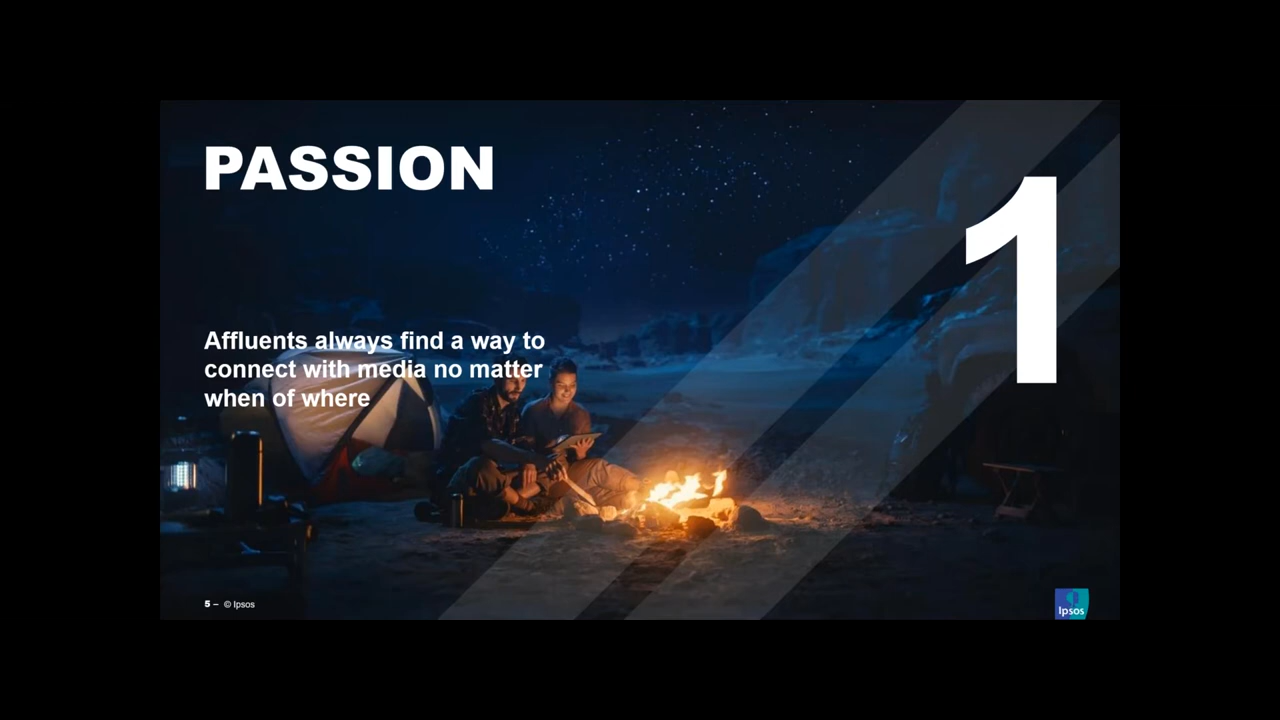 PASSION
1
Affluents always find a way to
connect with media no matter
when of where
5 – © Ipsos
Ipsos